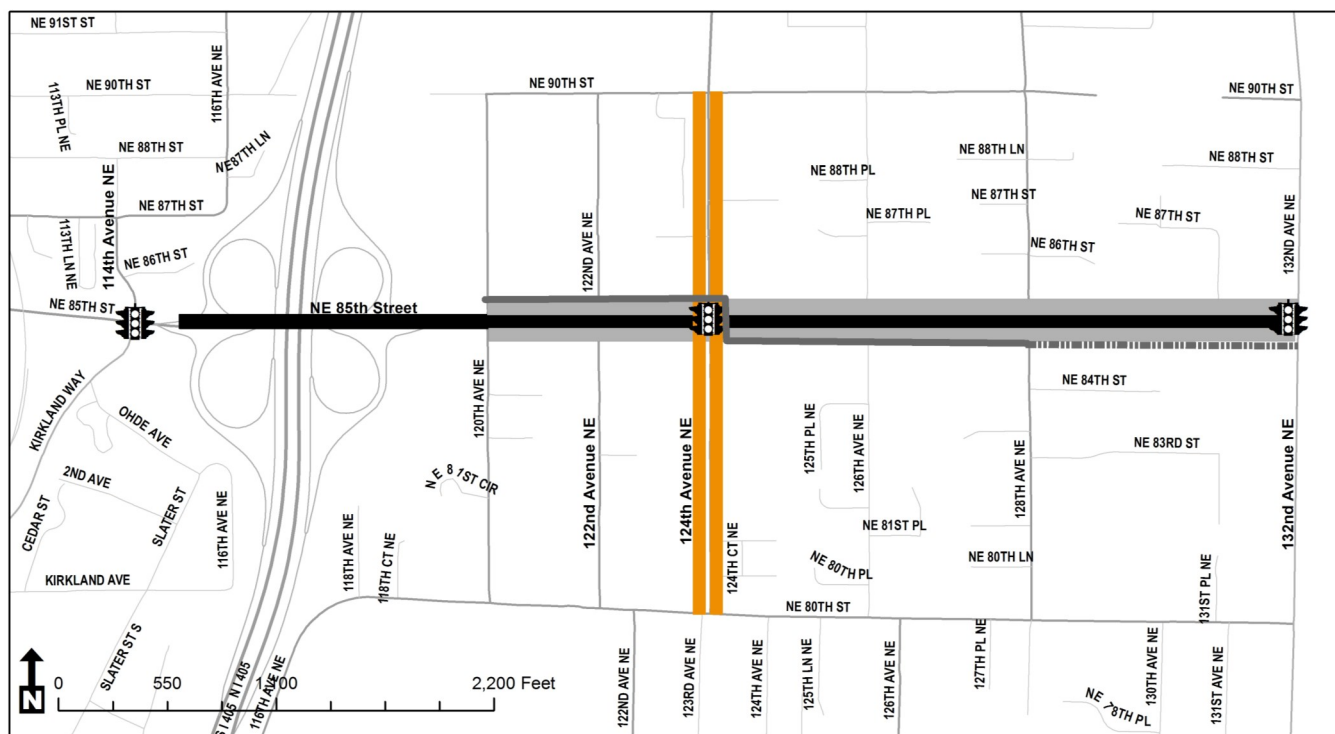 NE 91ST ST
116TH AVE NE
NE 90TH ST
NE 90TH ST
NE 90TH ST
113TH PL NE
NE 88TH ST
NE87TH LN
NE 88TH LN
NE 88TH ST
NE 88TH PL
114th Avenue NE
NE 87TH ST
NE 87TH ST
NE 87TH PL
NE 87TH ST
113TH LN NE
122ND AVE NE
132ND AVE NE
NE 86TH ST
NE 86TH ST
NE 85TH ST
NE 85th Street
NE 84TH ST
KIRKLAND WAY
120TH AVE NE
OHDE AVE
125TH PL NE
126TH AVE NE
NE 83RD ST
122nd Avenue NE
124th Avenue NE
128TH AVE NE
132nd Avenue NE
2ND AVE
NE 81ST CIR
CEDAR ST
SLATER ST
116TH AVE NE
NE 81ST PL
118TH AVE NE
118TH CT NE
124TH CT NE
NE 80TH PL
NE 80TH LN
KIRKLAND AVE
131ST PL NE
NE 80TH ST
SLATER ST S
S I 405
N I 405
116TH AVE NE
122ND AVE NE
123RD AVE NE
124TH AVE NE
125TH LN NE
126TH AVE NE
127TH PL NE
130TH AVE NE
131ST AVE NE
NE 78TH PL
N
0 550 1,100 2,200 Feet